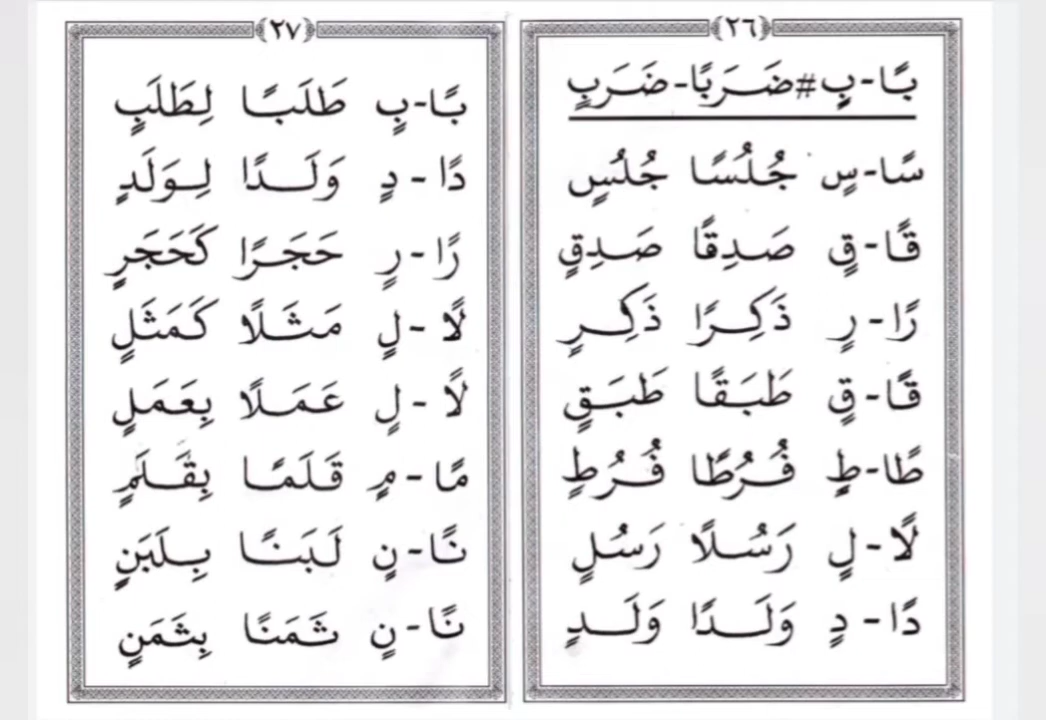 ٢٦
بًا-بٍ#ضَرَبًا-ضَرَبٍ
سًا-سٍ جُلُسًا جُلُسٍ
قًا-قٍ صَدِقًا صَدِقٍ
رًا-رٍ ذَكِرًا ذَكِرٍ
قًا-قٍ طَبَقًا طَبَقٍ
طًا-طٍ فُرُطًا فُرُطٍ
لًا-لٍ رَسُلًا رَسُلٍ
دًا-دٍ وَلَدًا وَلَدٍ
٢٧
بًا-بٍ طَلَبًا لِطَلَبٍ
دًا-دٍ وَلَدًا لِوَلَدٍ
رًا-رٍ حَجَرًا كَحَجَرٍ
لًا-لٍ مَثَلًا كَمَثَلٍ
لًا-لٍ عَمَلًا بِعَمَلٍ
مًا-مٍ قَلَمًا بِقَلَمٍ
نًا-نٍ لَبَنًا بِلَبَنٍ
نًا-نٍ ثَمَنًا بِثَمَنٍ